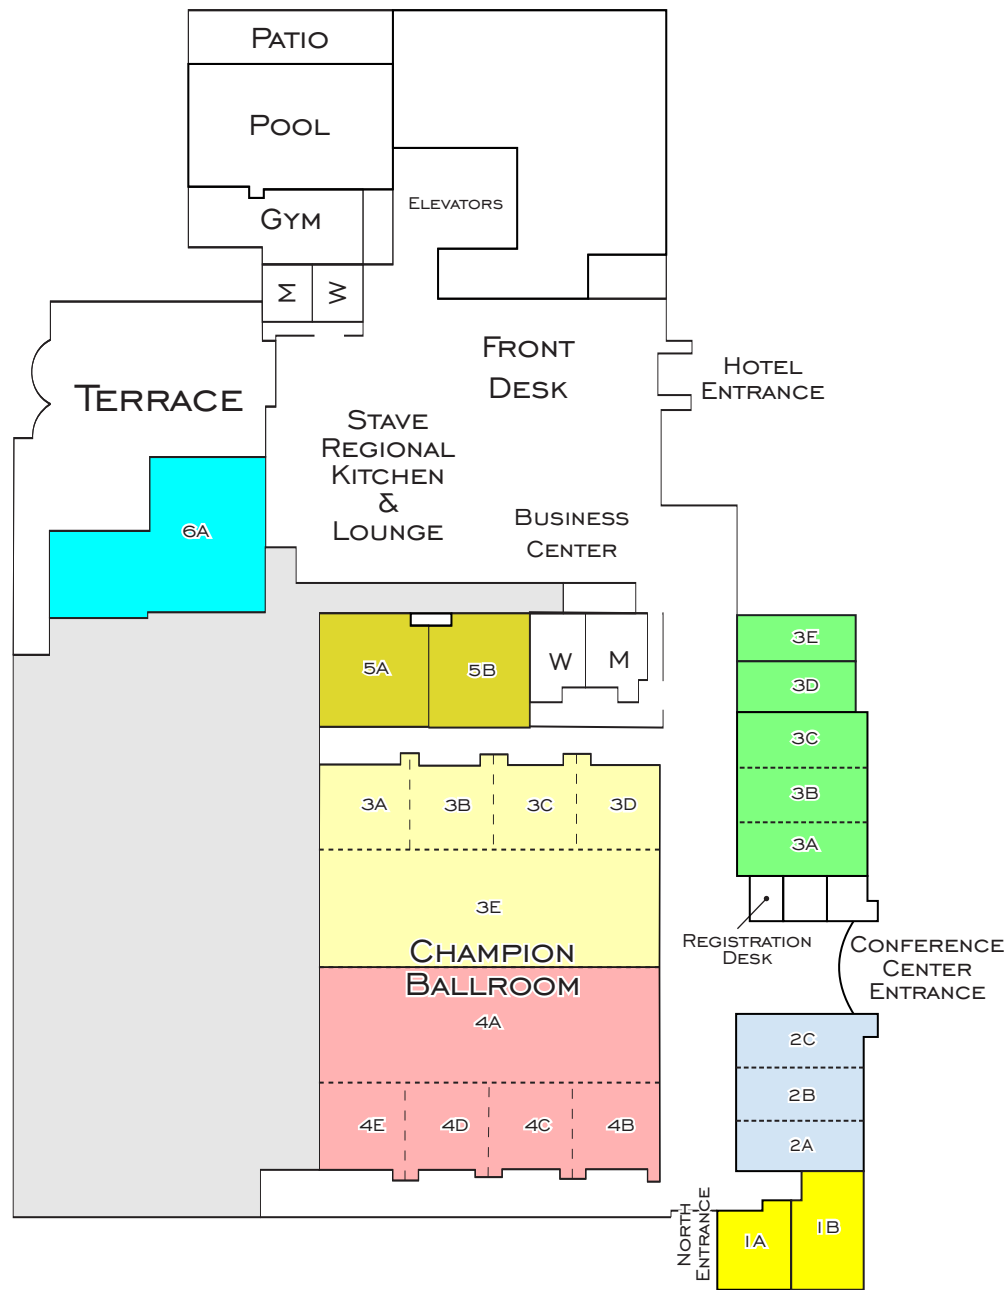 PATIO
POOL
GYM
ELEVATORS
M
W
FRONT
DESK
HOTEL
ENTRANCE
TERRACE
STAVE
REGIONAL
KITCHEN
&
LOUNGE
BUSINESS
CENTER
6A
5A
5B
W
M
3E
3D
3C
3B
3A
3A
3B
3C
3D
3E
CHAMPION
BALLROOM
4A
4E
4D
4C
4B
REGISTRATION
DESK
CONFERENCE
CENTER
ENTRANCE
2C
2B
2A
NORTH
ENTRANCE
1A
1B